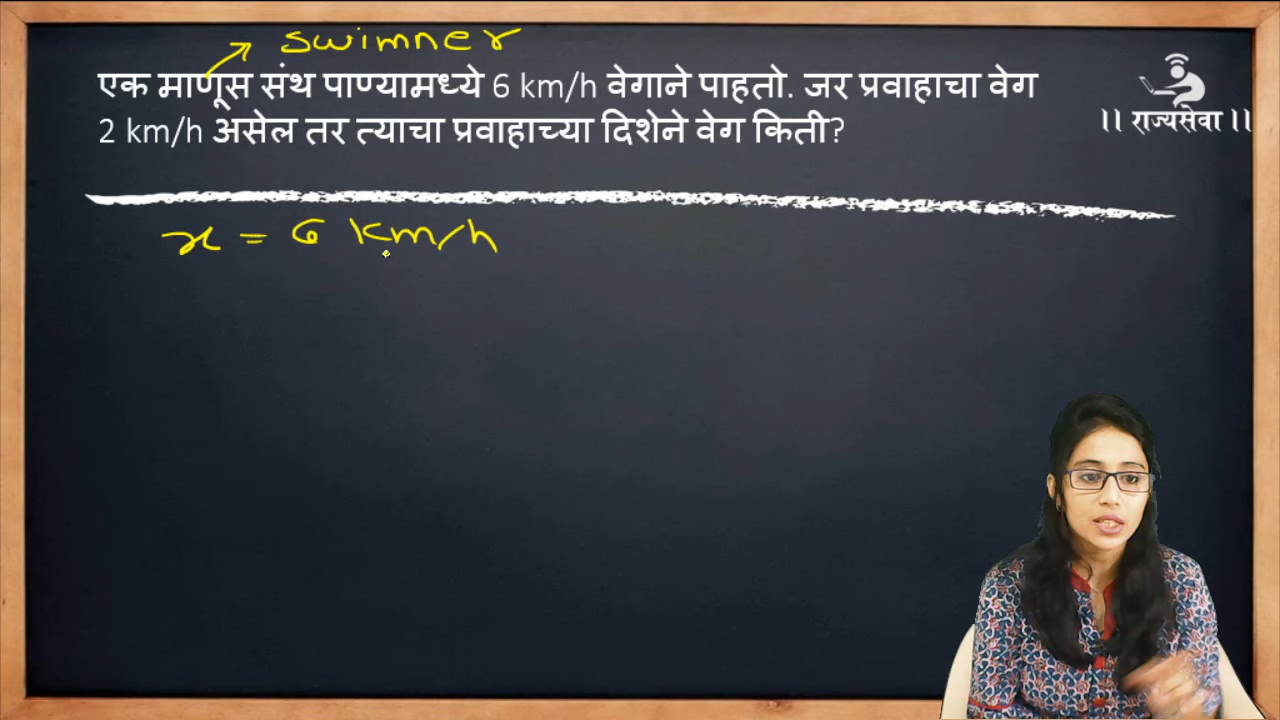 swimner
एक माणूस संथ पाण्यामध्ये 6 km/h वेगाने पाहतो. जर प्रवाहाचा वेग
2 km/h असेल तर त्याचा प्रवाहाच्या दिशेने वेग किती?
।। राज्यसेवा ।।
x = 6 km/h